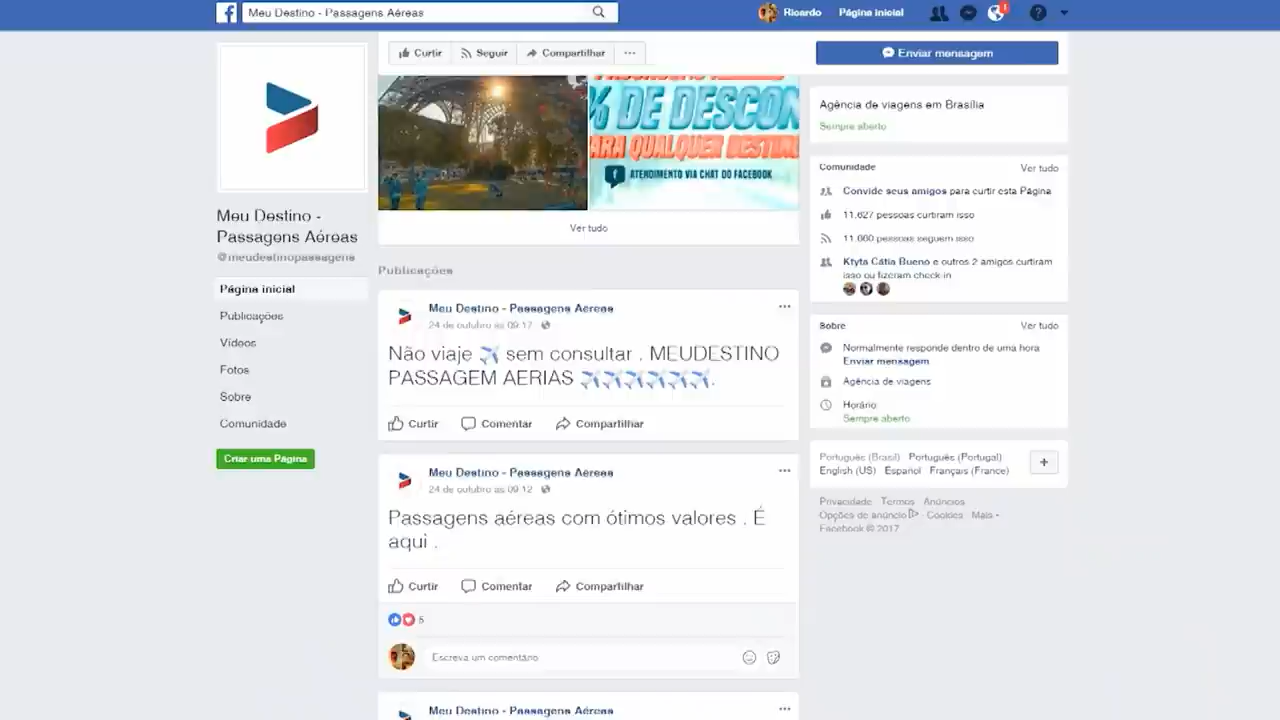 Meu Destino - Passagens Aéreas
Ricardo
Página inicial
1
?
Curtir
Seguir
Compartilhar
Enviar mensagem
Meu Destino -
Passagens Aéreas
@meudestinopassagens
Página inicial
Publicações
Vídeos
Fotos
Sobre
Comunidade
Criar uma Página
% DE DESCON
ARA QUALQUER DESTIN
ATENDIMENTO VIA CHAT DO FACEBOOK
Ver tudo
Publicações
Meu Destino - Passagens Aéreas
24 de outubro às 09:17
Não viaje ✈ sem consultar . MEUDESTINO
PASSAGEM AERIAS ✈✈✈✈✈✈.
Curtir
Comentar
Compartilhar
Meu Destino - Passagens Aéreas
24 de outubro às 09:12
Passagens aéreas com ótimos valores . É
aqui .
Curtir
Comentar
Compartilhar
5
Escreva um comentário
Meu Destino - Passagens Aéreas
Agência de viagens em Brasília
Sempre aberto
Comunidade
Ver tudo
Convide seus amigos para curtir esta Página
11.627 pessoas curtiram isso
11.660 pessoas seguem isso
Ktyta Cátia Bueno e outros 2 amigos curtiram
isso ou fizeram check-in
Sobre
Ver tudo
Normalmente responde dentro de uma hora
Enviar mensagem
Agência de viagens
Horário
Sempre aberto
Português (Brasil) Português (Portugal)
English (US) Español Français (France)
Privacidade Termos Anúncios
Opções de anúncio Cookies Mais
Facebook © 2017